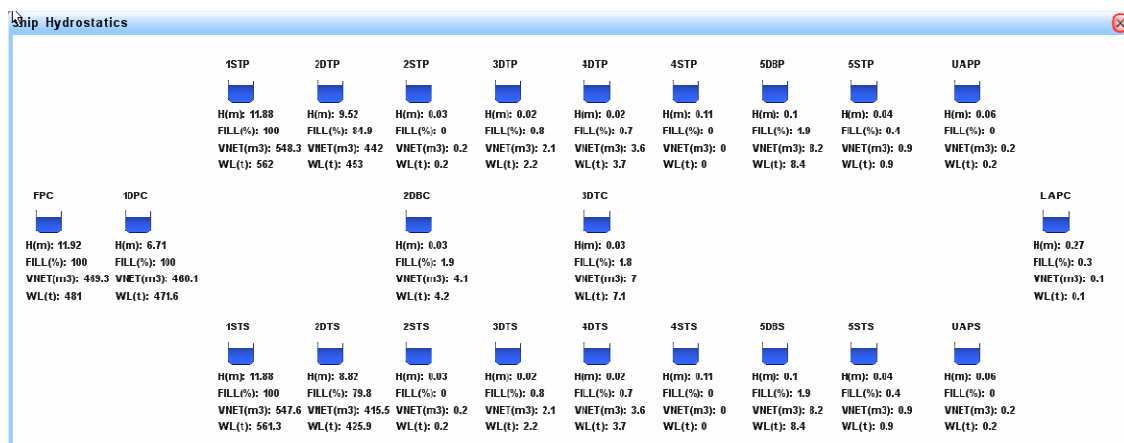 Ship Hydrostatics
1STP 2DTP 2STP 3DTP 4DTP 4STP 5DBP 5STP UAPP
H(m): 11.88 H(m): 9.52 H(m): 0.03 H(m): 0.02 H(m): 0.02 H(m): 0.11 H(m): 0.1 H(m): 0.04 H(m): 0.06
FILL(%): 100 FILL(%): 84.9 FILL(%): 0 FILL(%): 0.8 FILL(%): 0.7 FILL(%): 0 FILL(%): 1.9 FILL(%): 0.4 FILL(%): 0
VNET(m3): 548.3 VNET(m3): 442 VNET(m3): 0.2 VNET(m3): 2.1 VNET(m3): 3.6 VNET(m3): 0 VNET(m3): 8.2 VNET(m3): 0.9 VNET(m3): 0.2
WL(t): 562 WL(t): 453 WL(t): 0.2 WL(t): 2.2 WL(t): 3.7 WL(t): 0 WL(t): 8.4 WL(t): 0.9 WL(t): 0.2
FPC 1DPC 2DBC 3DTC LAPC
H(m): 11.92 H(m): 6.71 H(m): 0.03 H(m): 0.03 H(m): 0.27
FILL(%): 100 FILL(%): 100 FILL(%): 1.9 FILL(%): 1.8 FILL(%): 0.3
VNET(m3): 469.3 VNET(m3): 460.1 VNET(m3): 4.1 VNET(m3): 7 VNET(m3): 0.1
WL(t): 481 WL(t): 471.6 WL(t): 4.2 WL(t): 7.1 WL(t): 0.1
1STS 2DTS 2STS 3DTS 4DTS 4STS 5DBS 5STS UAPS
H(m): 11.88 H(m): 8.82 H(m): 0.03 H(m): 0.02 H(m): 0.02 H(m): 0.11 H(m): 0.1 H(m): 0.04 H(m): 0.06
FILL(%): 100 FILL(%): 79.8 FILL(%): 0 FILL(%): 0.8 FILL(%): 0.7 FILL(%): 0 FILL(%): 1.9 FILL(%): 0.4 FILL(%): 0
VNET(m3): 547.6 VNET(m3): 415.5 VNET(m3): 0.2 VNET(m3): 2.1 VNET(m3): 3.6 VNET(m3): 0 VNET(m3): 8.2 VNET(m3): 0.9 VNET(m3): 0.2
WL(t): 561.3 WL(t): 425.9 WL(t): 0.2 WL(t): 2.2 WL(t): 3.7 WL(t): 0 WL(t): 8.4 WL(t): 0.9 WL(t): 0.2